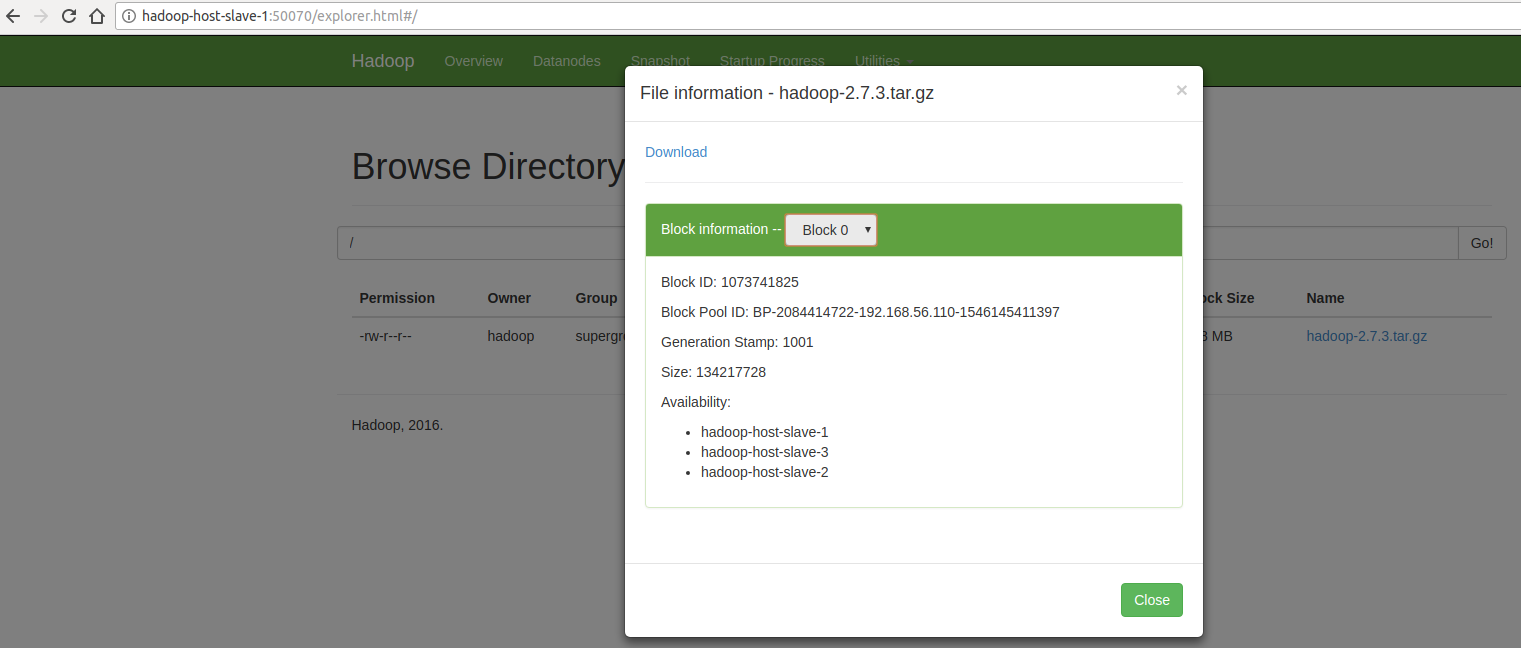 hadoop-host-slave-1:50070/explorer.html#/
Hadoop Overview Datanodes Snapshot Startup Progress Utilities
File information - hadoop-2.7.3.tar.gz ×
Download
Browse Directory
Block information -- Block 0
/ Go!
Block ID: 1073741825
Permission Owner Group Size Name
Block Pool ID: BP-2084414722-192.168.56.110-1546145411397
-rw-r--r-- hadoop MB hadoop-2.7.3.tar.gz
Generation Stamp: 1001
Size: 134217728
Availability:
Hadoop, 2016.
• hadoop-host-slave-1
• hadoop-host-slave-3
• hadoop-host-slave-2
Close